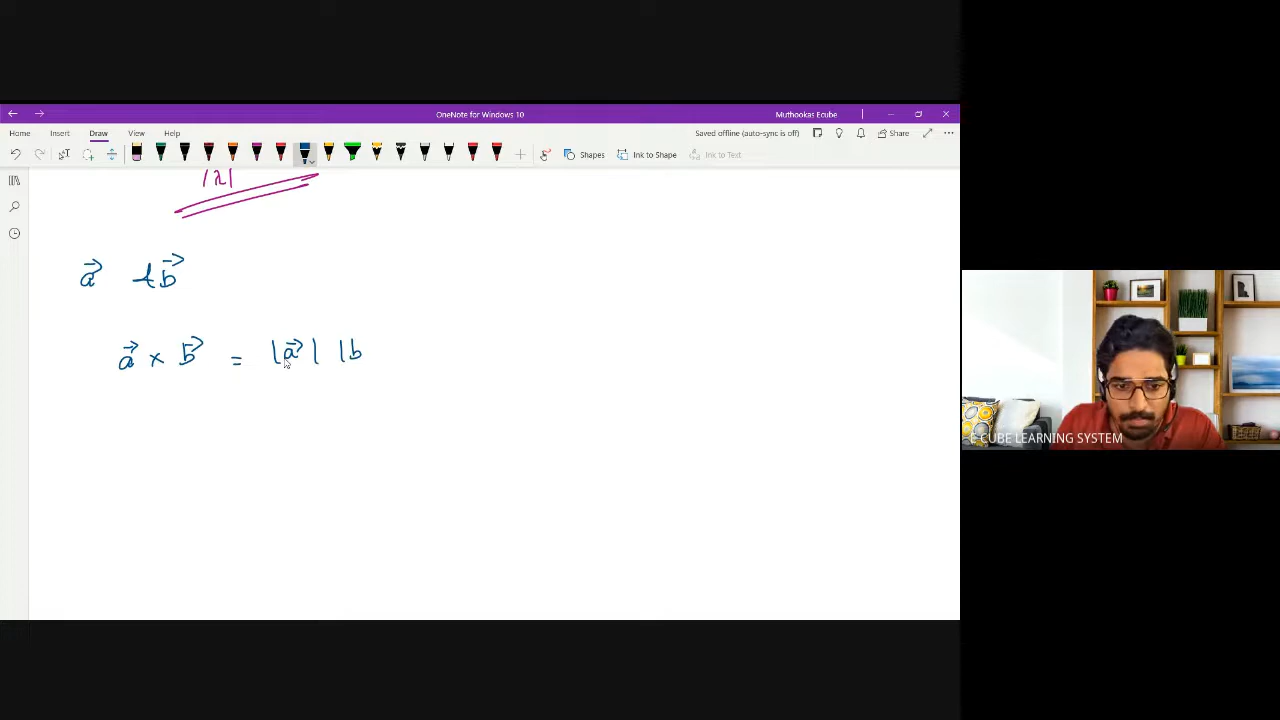 OneNote for Windows 10
Muthookas Ecube
Home Insert Draw View Help
Saved offline (auto-sync is off)
Share
Shapes
Ink to Shape
Ink to Text
|λ|
a⃗ & b⃗
a⃗ × b⃗ = |a⃗| |b
E CUBE LEARNING SYSTEM